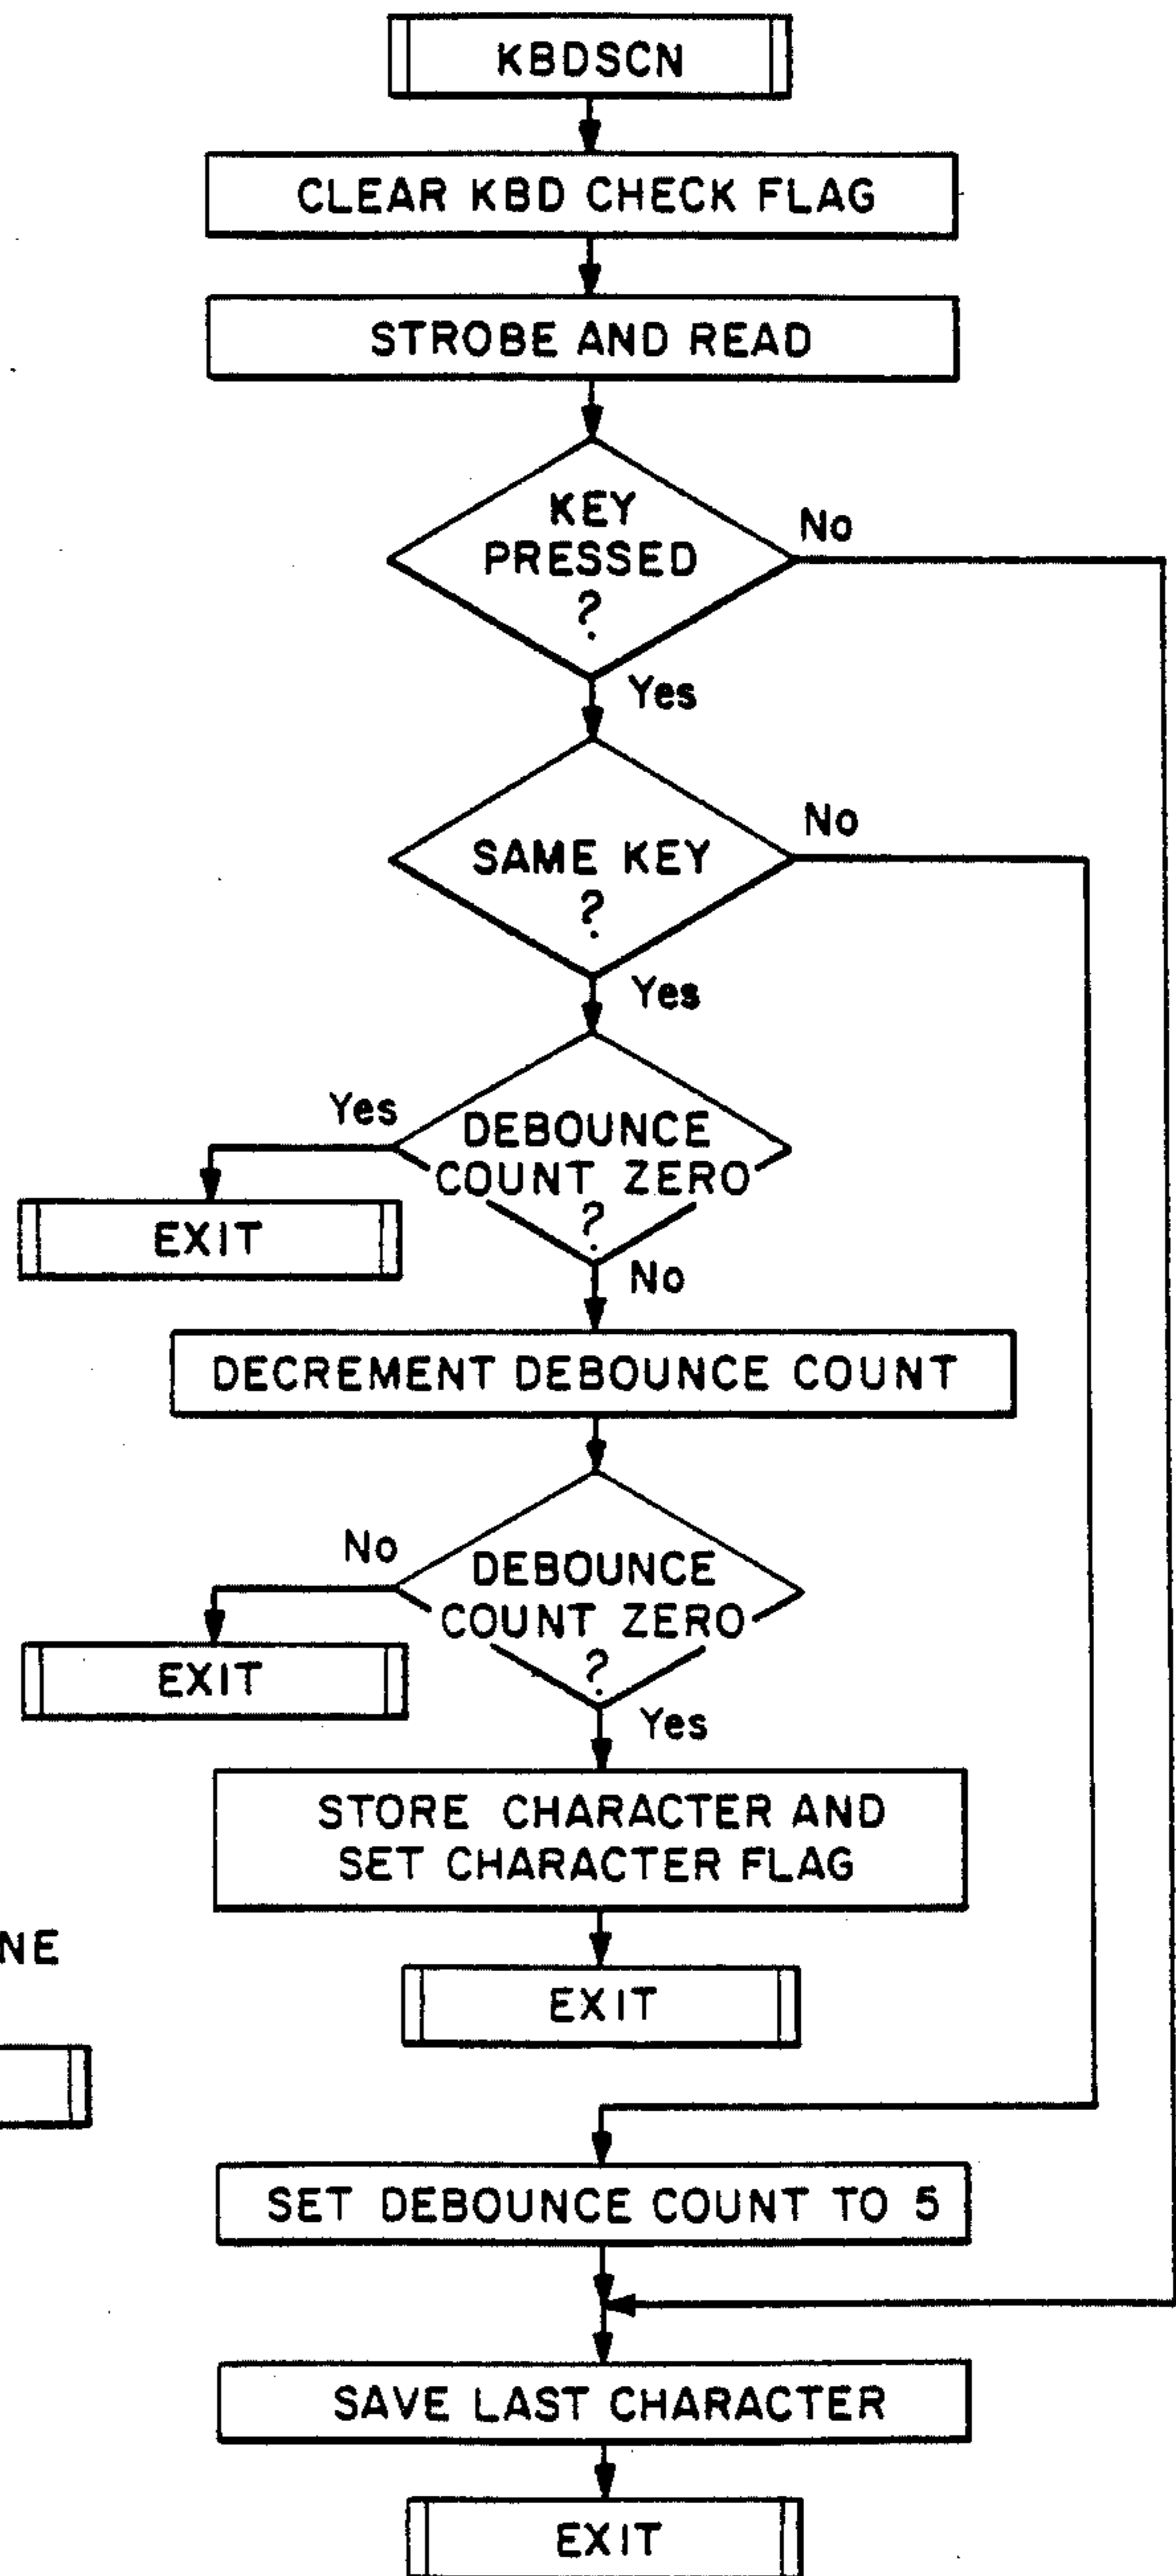 KBDSCN
CLEAR KBD CHECK FLAG
STROBE AND READ
KEY
PRESSED
?
No
Yes
SAME KEY
?
No
Yes
DEBOUNCE
COUNT ZERO
?
Yes
EXIT
No
DECREMENT DEBOUNCE COUNT
DEBOUNCE
COUNT ZERO
?
No
EXIT
Yes
STORE CHARACTER AND
SET CHARACTER FLAG
NE
EXIT
SET DEBOUNCE COUNT TO 5
SAVE LAST CHARACTER
EXIT